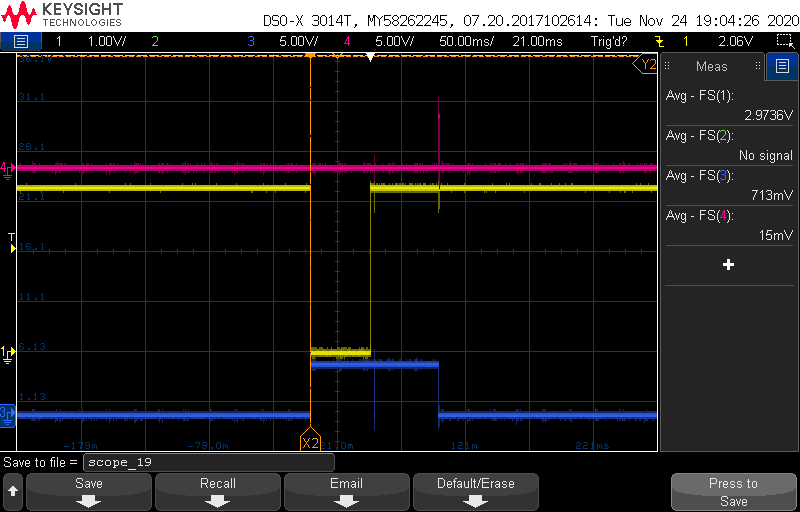 KEYSIGHT
TECHNOLOGIES
DSO-X 3014T, MY58262245, 07.20.2017102614: Tue Nov 24 19:04:26 2020
1 1.00V/ 2 3 5.00V/ 4 5.00V/ 50.00ms/ 21.00ms Trig'd? 1 2.06V
Y2
Meas
31.1
Avg - FS(1):
2.9736V
26.1
Avg - FS(2):
No signal
4
Avg - FS(3):
713mV
21.1
Avg - FS(4):
15mV
T
16.1
+
11.1
1
6.13
1.13
3
-179m -79.0m 21.0m 121m 221ms
X2
Save to file = scope_19
Save Recall Email Default/Erase Press to Save